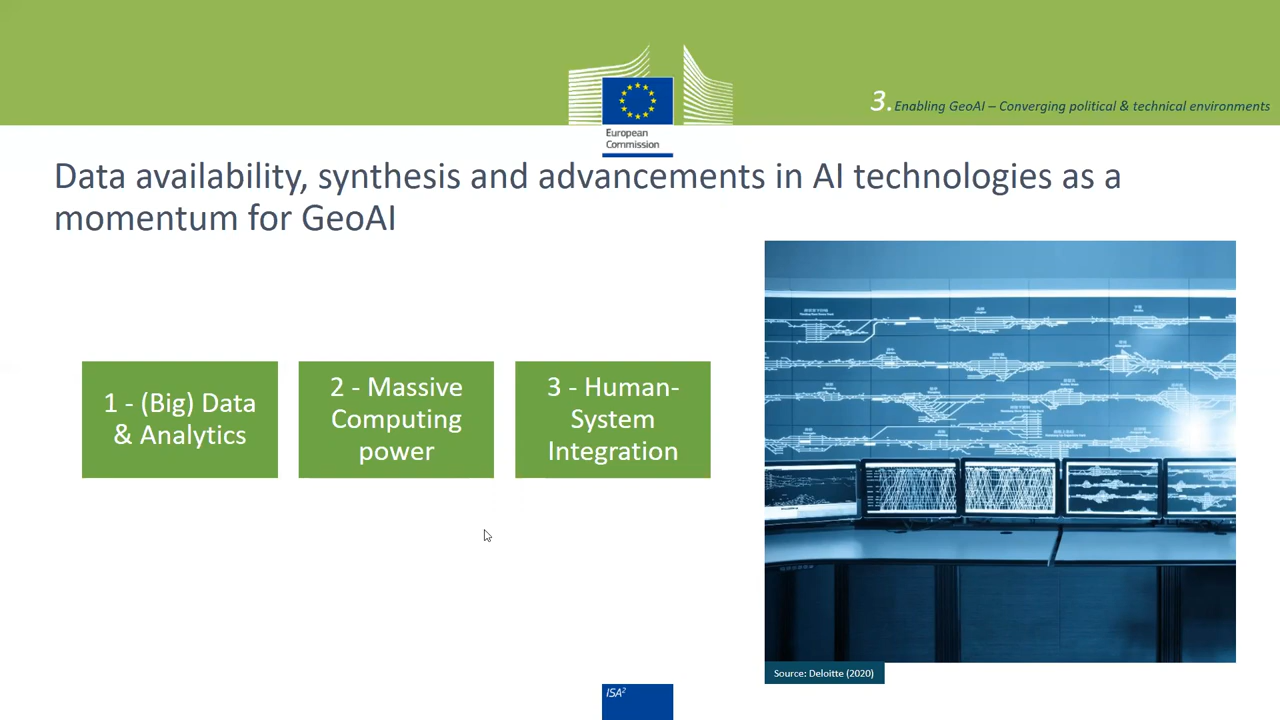 3. Enabling GeoAI – Converging political & technical environments
European
Commission
Data availability, synthesis and advancements in AI technologies as a
momentum for GeoAI
1 - (Big) Data
& Analytics
2 - Massive
Computing
power
3 - Human-
System
Integration
Source: Deloitte (2020)
ISA²